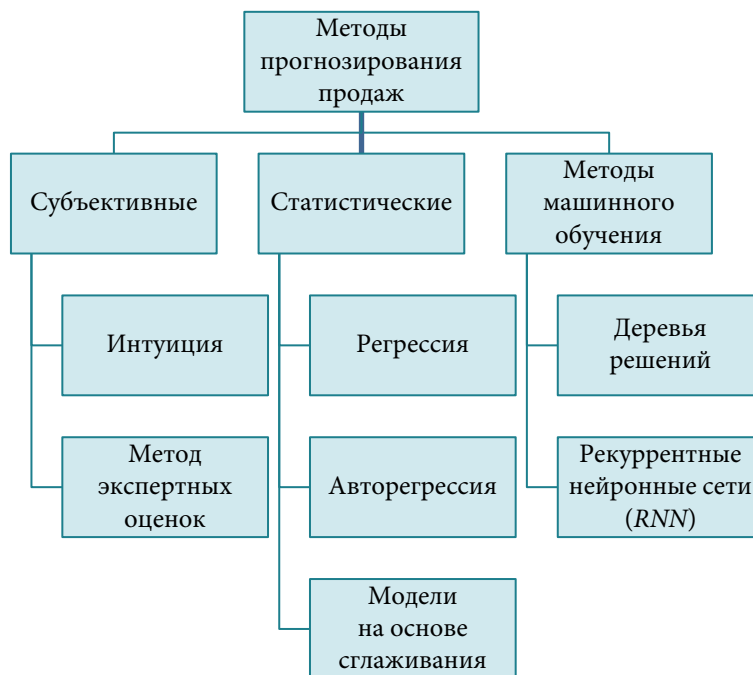 Методы
прогнозирования
продаж
Субъективные
Статистические
Методы
машинного
обучения
Интуиция
Регрессия
Деревья
решений
Метод
экспертных
оценок
Авторегрессия
Рекуррентные
нейронные сети
(RNN)
Модели
на основе
сглаживания